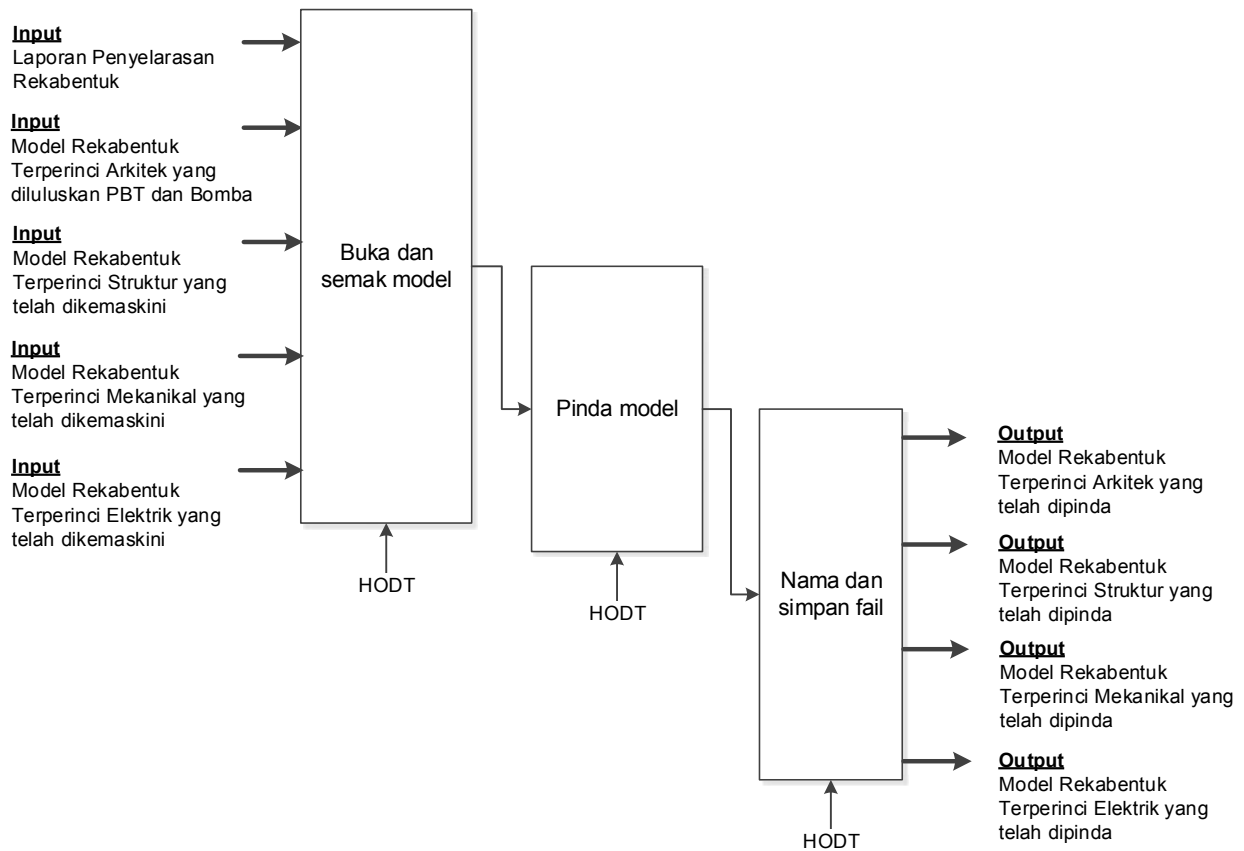 Input
Laporan Penyelarasan
Rekabentuk
Input
Model Rekabentuk
Terperinci Arkitek yang
diluluskan PBT dan Bomba
Input
Model Rekabentuk
Terperinci Struktur yang
telah dikemaskini
Input
Model Rekabentuk
Terperinci Mekanikal yang
telah dikemaskini
Input
Model Rekabentuk
Terperinci Elektrik yang
telah dikemaskini
Buka dan
semak model
HODT
Pinda model
HODT
Nama dan
simpan fail
HODT
Output
Model Rekabentuk
Terperinci Arkitek yang
telah dipinda
Output
Model Rekabentuk
Terperinci Struktur yang
telah dipinda
Output
Model Rekabentuk
Terperinci Mekanikal yang
telah dipinda
Output
Model Rekabentuk
Terperinci Elektrik yang
telah dipinda